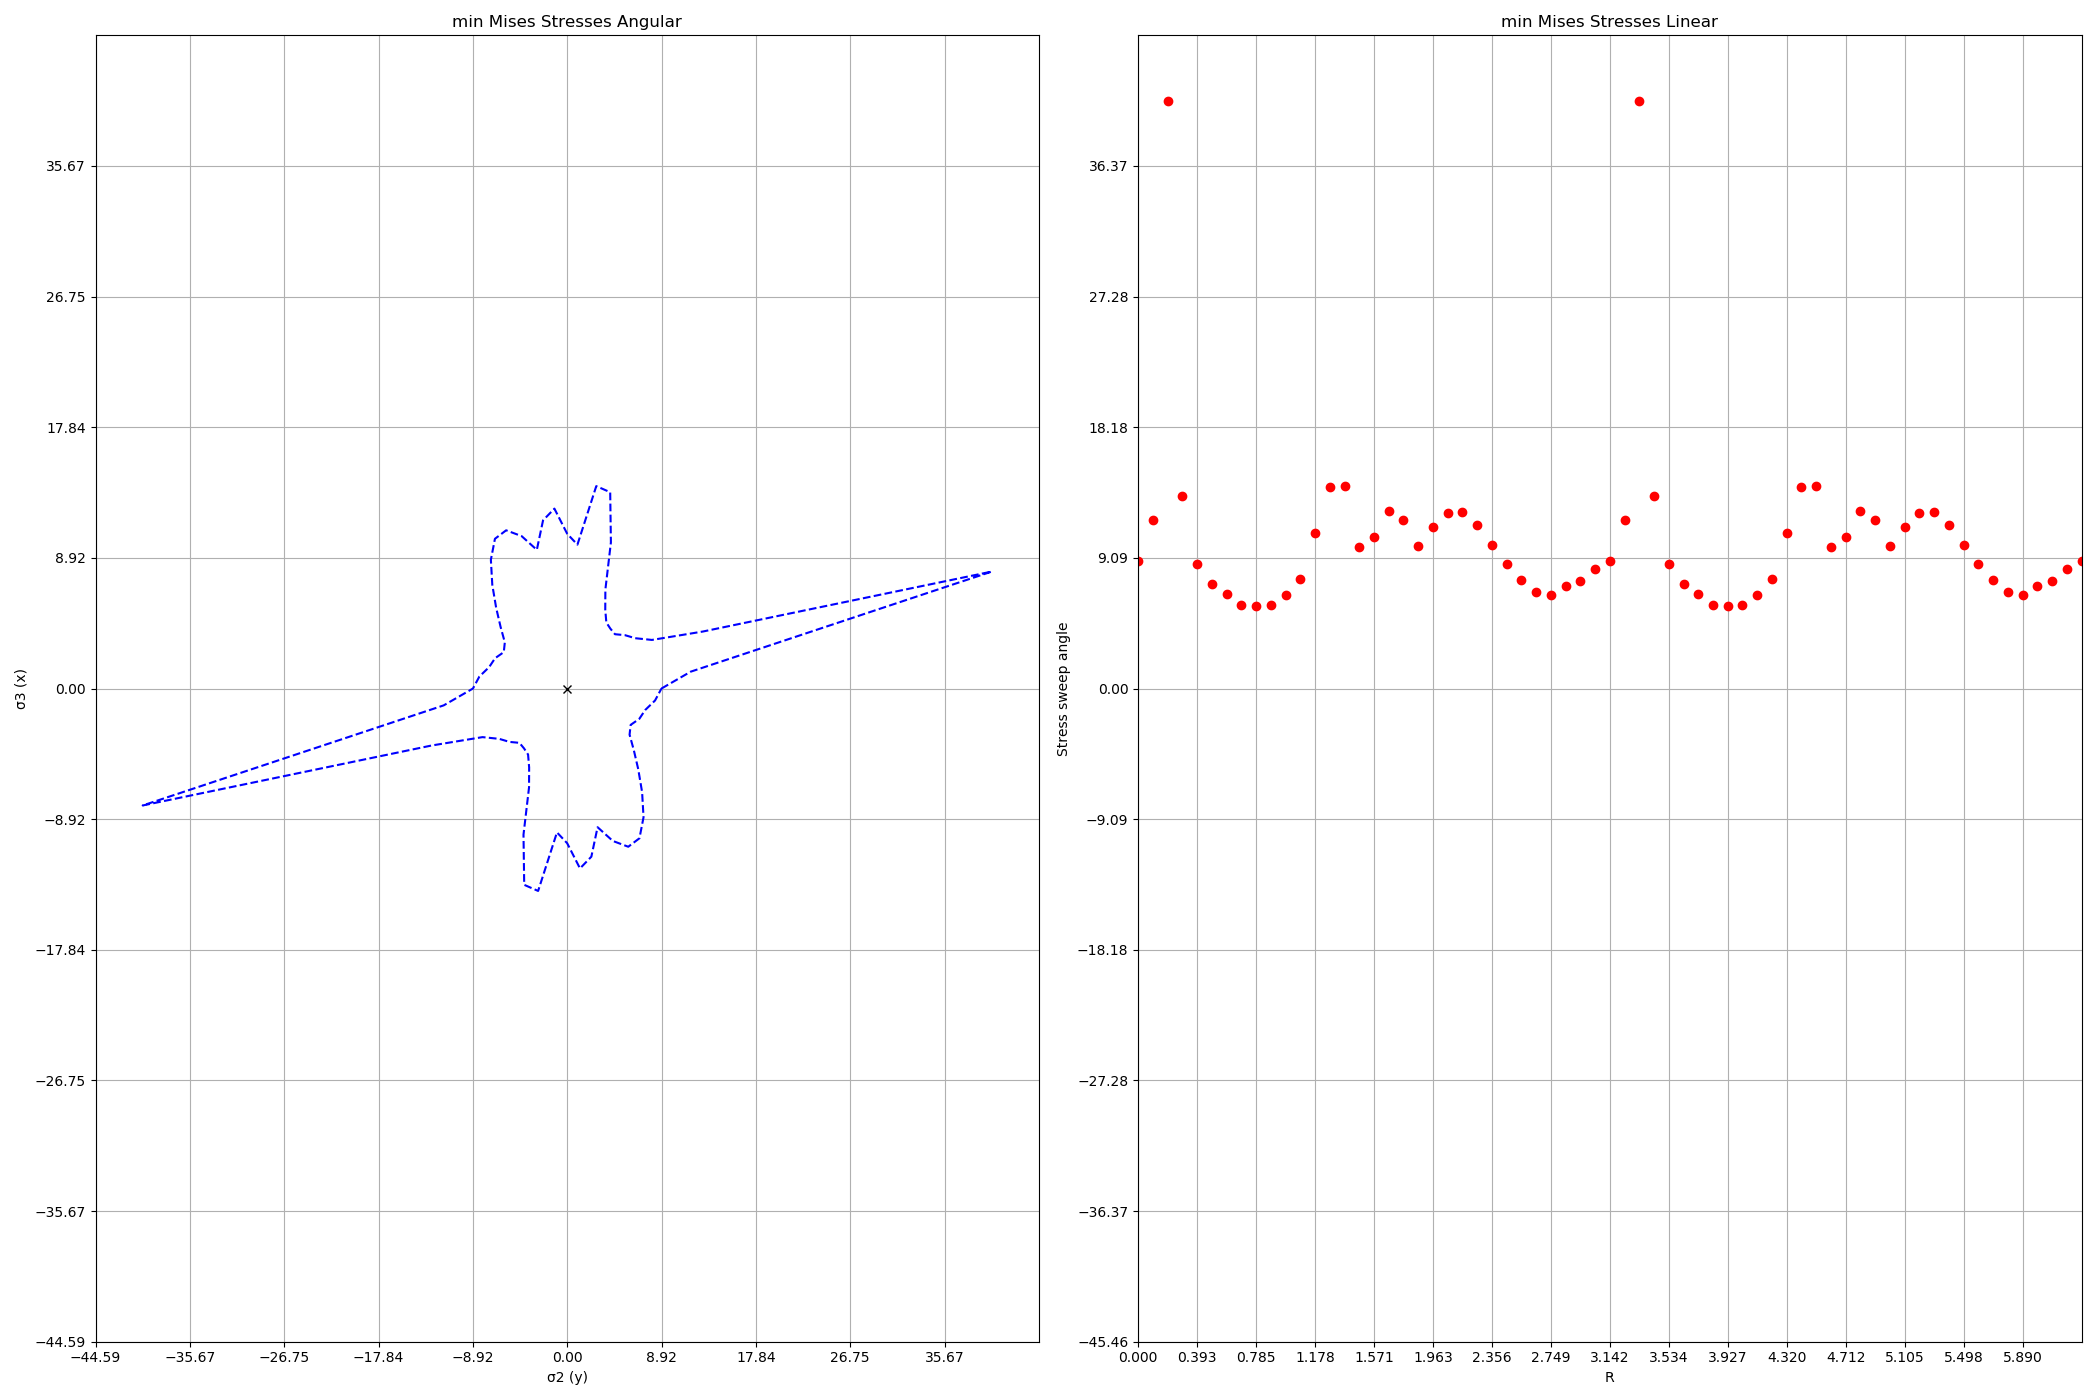 min Mises Stresses Angular
35.67
26.75
17.84
8.92
0.00
−8.92
−17.84
−26.75
−35.67
−44.59
σ3 (x)
−44.59 −35.67 −26.75 −17.84 −8.92 0.00 8.92 17.84 26.75 35.67
σ2 (y)
min Mises Stresses Linear
36.37
27.28
18.18
9.09
0.00
−9.09
−18.18
−27.28
−36.37
−45.46
Stress sweep angle
0.000 0.393 0.785 1.178 1.571 1.963 2.356 2.749 3.142 3.534 3.927 4.320 4.712 5.105 5.498 5.890
R